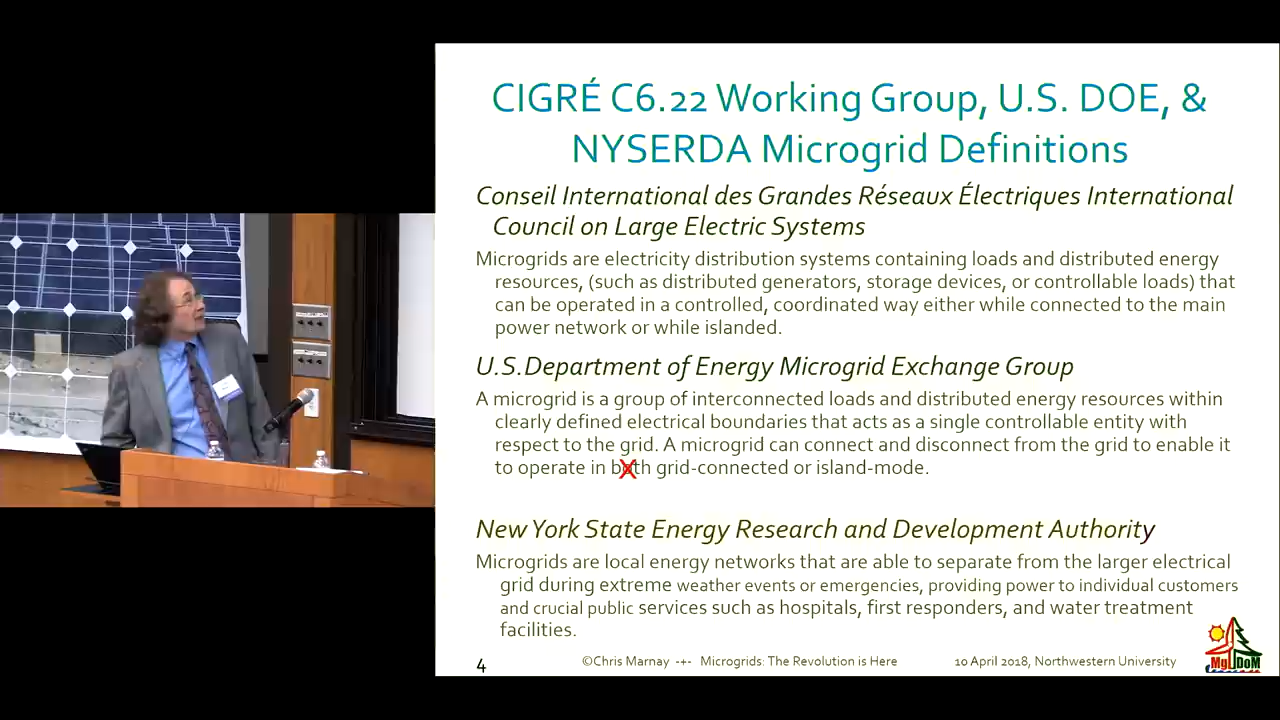 CIGRÉ C6.22 Working Group, U.S. DOE, &
NYSERDA Microgrid Definitions
Conseil International des Grandes Réseaux Électriques International
Council on Large Electric Systems
Microgrids are electricity distribution systems containing loads and distributed energy
resources, (such as distributed generators, storage devices, or controllable loads) that
can be operated in a controlled, coordinated way either while connected to the main
power network or while islanded.
U.S.Department of Energy Microgrid Exchange Group
A microgrid is a group of interconnected loads and distributed energy resources within
clearly defined electrical boundaries that acts as a single controllable entity with
respect to the grid. A microgrid can connect and disconnect from the grid to enable it
to operate in both grid-connected or island-mode.
New York State Energy Research and Development Authority
Microgrids are local energy networks that are able to separate from the larger electrical
grid during extreme weather events or emergencies, providing power to individual customers
and crucial public services such as hospitals, first responders, and water treatment
facilities.
4 ©Chris Marnay -+- Microgrids: The Revolution is Here 10 April 2018, Northwestern University
Mg DoM